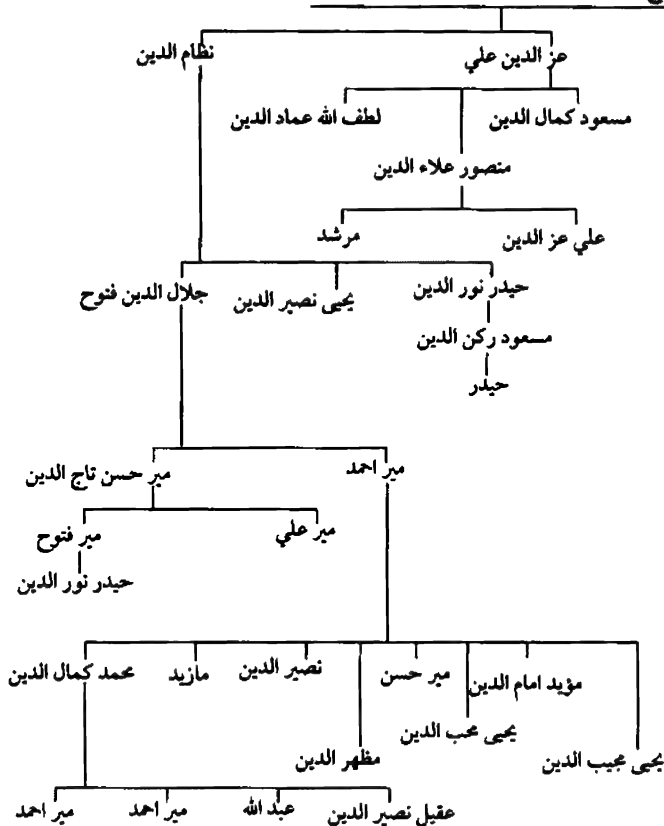 عز الدين علي نظام الدين
مسعود كمال الدين لطف الله عماد الدين
منصور علاء الدين
علي عز الدين مرشد
حيدر نور الدين يحيى نصير الدين جلال الدين فتوح
مسعود ركن الدين
حيدر
مير احمد مير حسن تاج الدين
مير علي مير فتوح
حيدر نور الدين
مؤيد امام الدين مير حسن نصير الدين مازيد محمد كمال الدين
يحيى محب الدين
يحيى مجيب الدين مظهر الدين
عقيل نصير الدين عبد الله مير احمد مير احمد